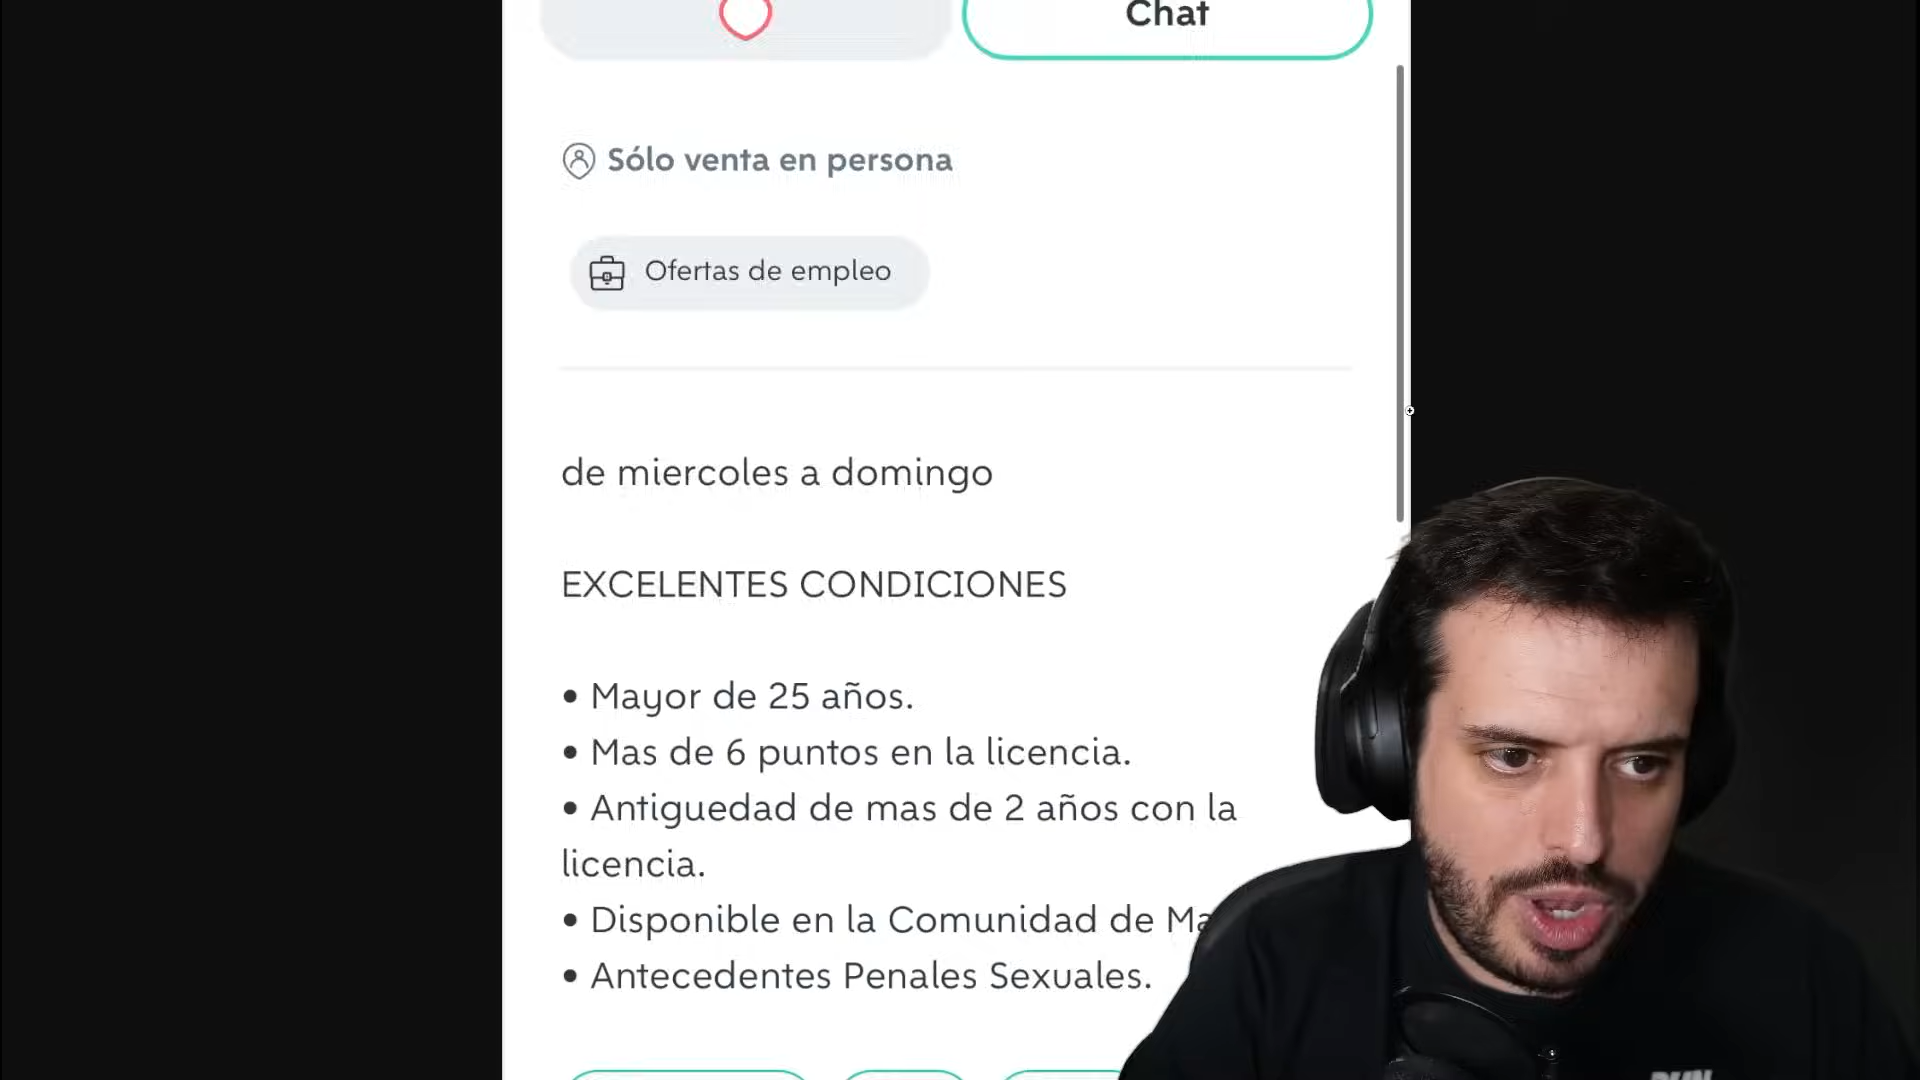 Chat
Sólo venta en persona
Ofertas de empleo
de miercoles a domingo
EXCELENTES CONDICIONES
• Mayor de 25 años.
• Mas de 6 puntos en la licencia.
• Antiguedad de mas de 2 años con la
licencia.
• Disponible en la Comunidad de
• Antecedentes Penales Sexuales.